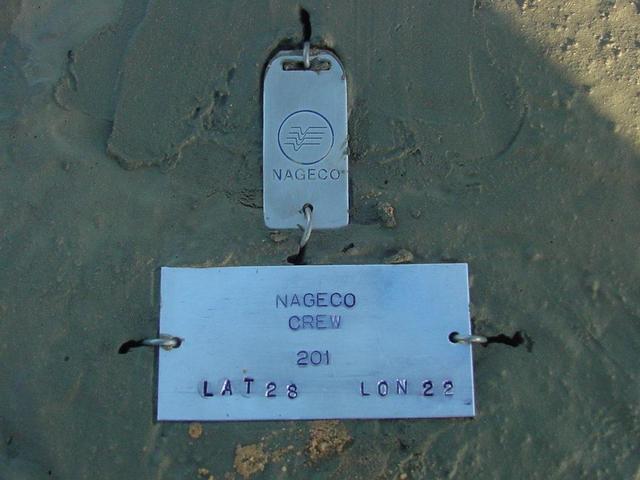 NAGECO
NAGECO
CREW
201
LAT 28 LON 22